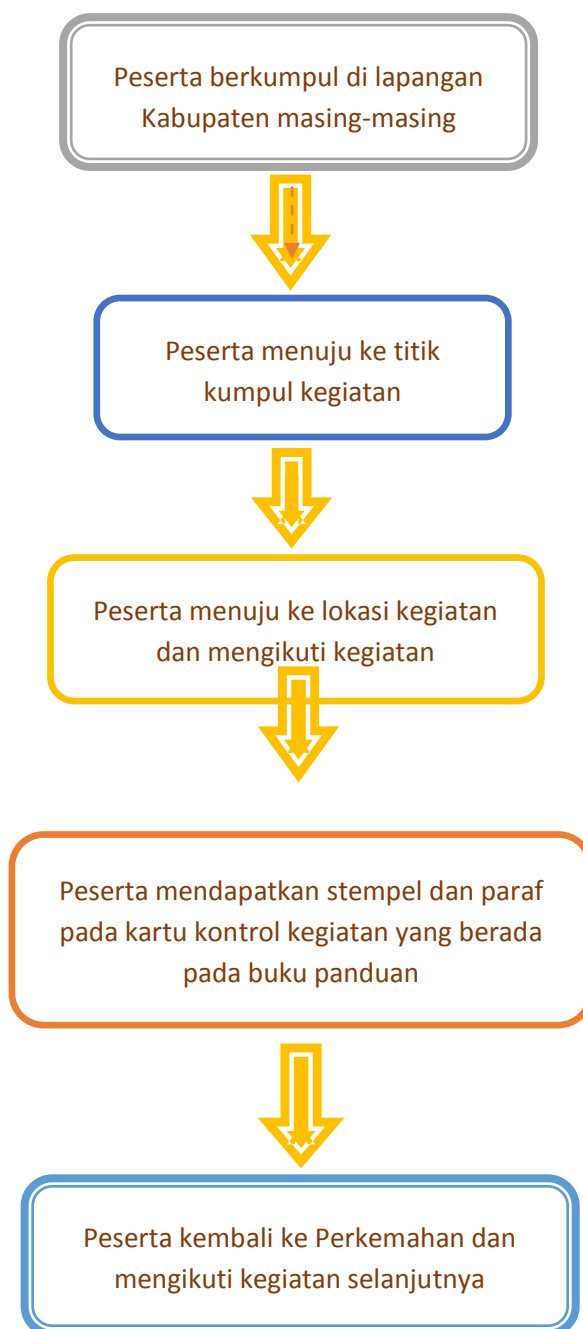 Peserta berkumpul di lapangan
Kabupaten masing-masing
Peserta menuju ke titik
kumpul kegiatan
Peserta menuju ke lokasi kegiatan
dan mengikuti kegiatan
Peserta mendapatkan stempel dan paraf
pada kartu kontrol kegiatan yang berada
pada buku panduan
Peserta kembali ke Perkemahan dan
mengikuti kegiatan selanjutnya